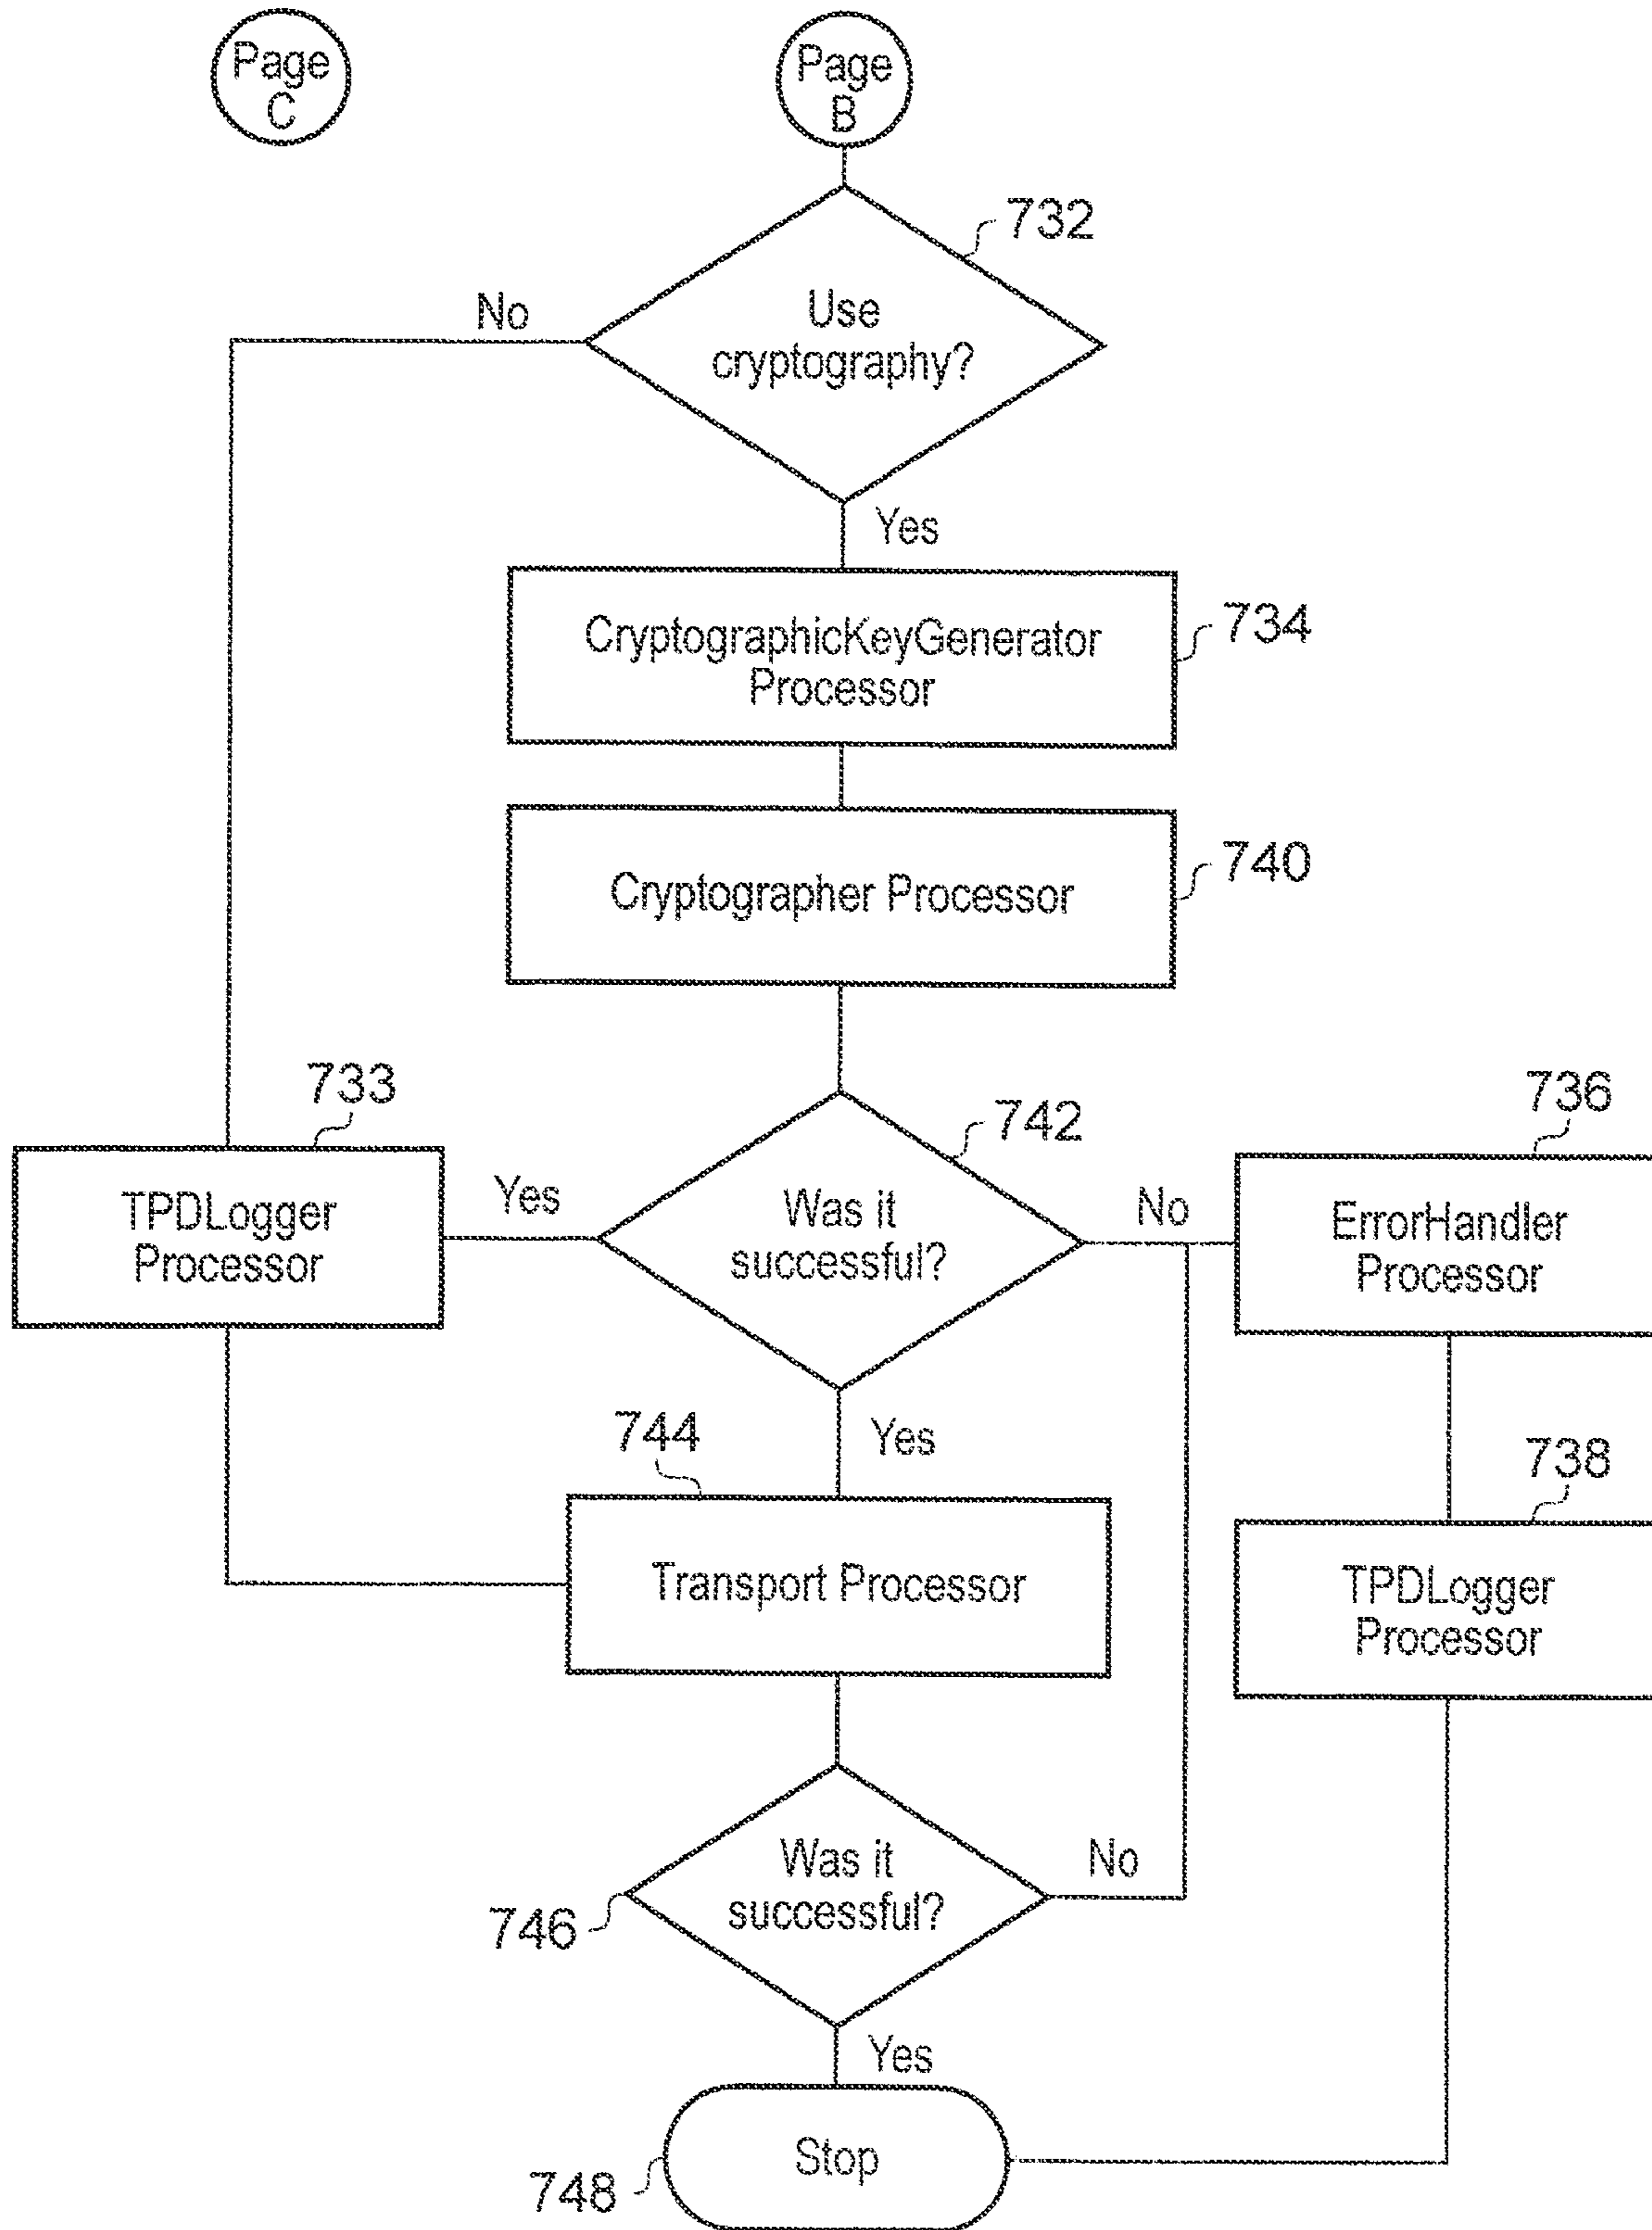 Page
C
Page
B
732
No
Use
cryptography?
Yes
CryptographicKeyGenerator
Processor
734
Cryptographer Processor
740
733
742
736
TPDLogger
Processor
Yes
Was it
successful?
No
ErrorHandler
Processor
744
Yes
738
Transport Processor
TPDLogger
Processor
Was it
successful?
No
746
Yes
Stop
748